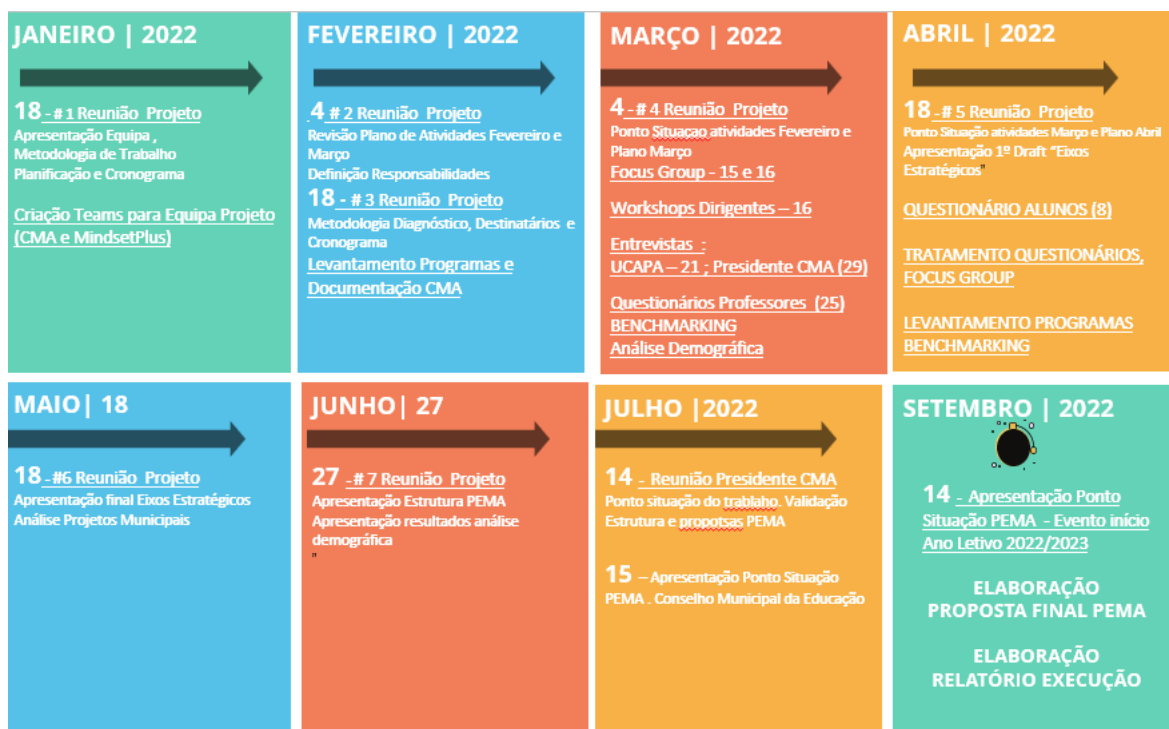 JANEIRO | 2022
18 - # 1 Reunião Projeto
Apresentação Equipa ,
Metodologia de Trabalho
Planificação e Cronograma
Criação Teams para Equipa Projeto
(CMA e MindsetPlus)
FEVEREIRO | 2022
4 # 2 Reunião Projeto
Revisão Plano de Atividades Fevereiro e
Março
Definição Responsabilidades
18 - # 3 Reunião Projeto
Metodologia Diagnóstico, Destinatários e
Cronograma
Levantamento Programas e
Documentação CMA
MARÇO | 2022
4 - # 4 Reunião Projeto
Ponto Situaçao atividades Fevereiro e
Plano Março
Focus Group - 15 e 16
Workshops Dirigentes – 16
Entrevistas :
UCAPA – 21 ; Presidente CMA (29)
Questionários Professores (25)
BENCHMARKING
Análise Demográfica
ABRIL | 2022
18 - # 5 Reunião Projeto
Ponto Situação atividades Março e Plano Abril
Apresentação 1º Draft “Eixos
Estratégicos”
QUESTIONÁRIO ALUNOS (8)
TRATAMENTO QUESTIONÁRIOS,
FOCUS GROUP
LEVANTAMENTO PROGRAMAS
BENCHMARKING
MAIO| 18
18 - #6 Reunião Projeto
Apresentação final Eixos Estratégicos
Análise Projetos Municipais
JUNHO| 27
27 - # 7 Reunião Projeto
Apresentação Estrutura PEMA
Apresentação resultados análise
demográfica
”
JULHO |2022
14 - Reunião Presidente CMA
Ponto situação do trablaho. Validação
Estrutura e propotsas PEMA
15 – Apresentação Ponto Situação
PEMA . Conselho Municipal da Educação
SETEMBRO | 2022
14 - Apresentação Ponto
Situação PEMA - Evento início
Ano Letivo 2022/2023
ELABORAÇÃO
PROPOSTA FINAL PEMA
ELABORAÇÃO
RELATÓRIO EXECUÇÃO